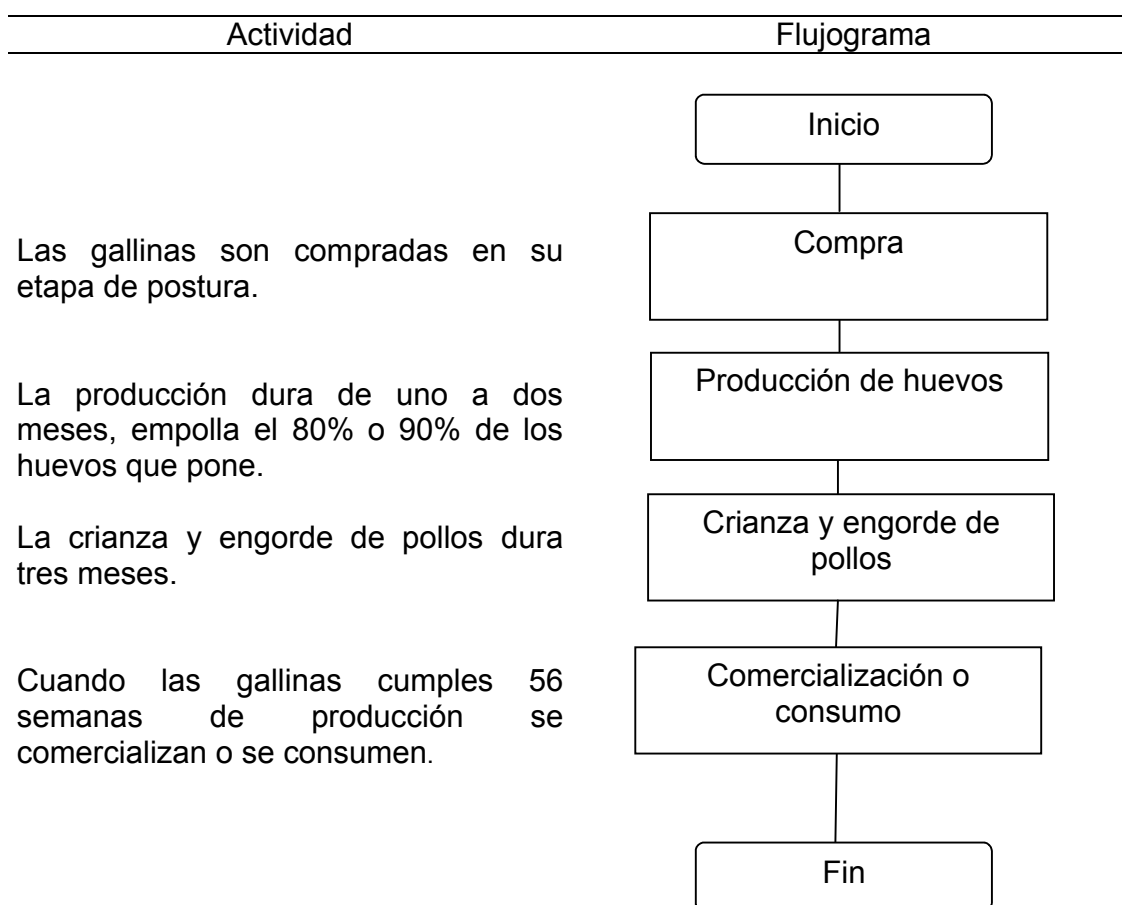 Actividad
Flujograma
Inicio
Las gallinas son compradas en su
etapa de postura.
Compra
La producción dura de uno a dos
meses, empolla el 80% o 90% de los
huevos que pone.
Producción de huevos
La crianza y engorde de pollos dura
tres meses.
Crianza y engorde de
pollos
Cuando las gallinas cumples 56
semanas de producción se
comercializan o se consumen.
Comercialización o
consumo
Fin